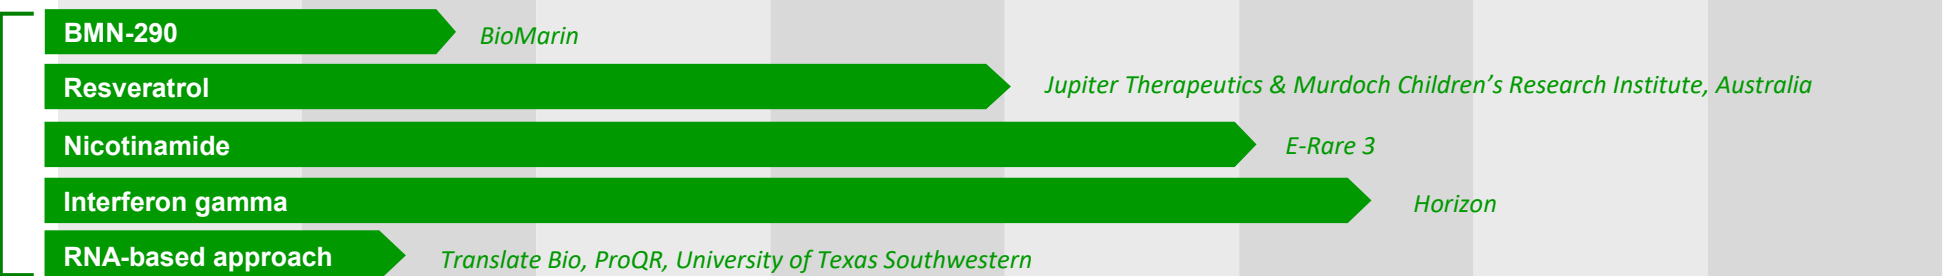 BMN-290 BioMarin
Resveratrol Jupiter Therapeutics & Murdoch Children’s Research Institute, Australia
Nicotinamide E-Rare 3
Interferon gamma Horizon
RNA-based approach Translate Bio, ProQR, University of Texas Southwestern